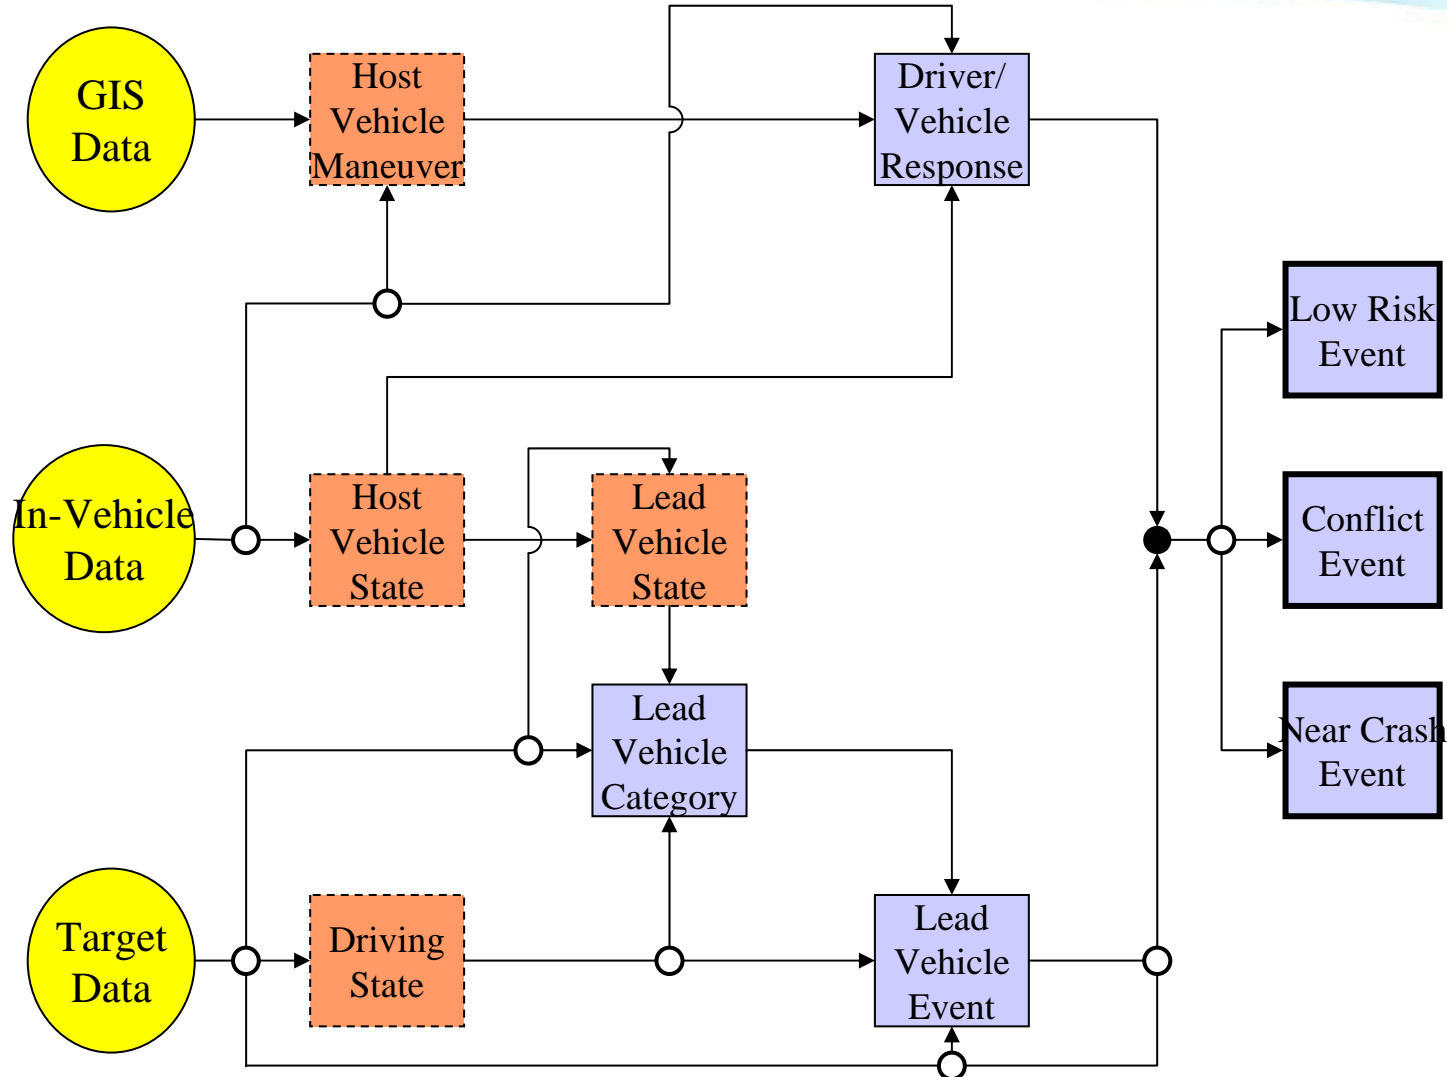 GIS
Data
Host
Vehicle
Maneuver
Driver/
Vehicle
Response
Low Risk
Event
In-Vehicle
Data
Host
Vehicle
State
Lead
Vehicle
State
Conflict
Event
Lead
Vehicle
Category
Near Crash
Event
Target
Data
Driving
State
Lead
Vehicle
Event